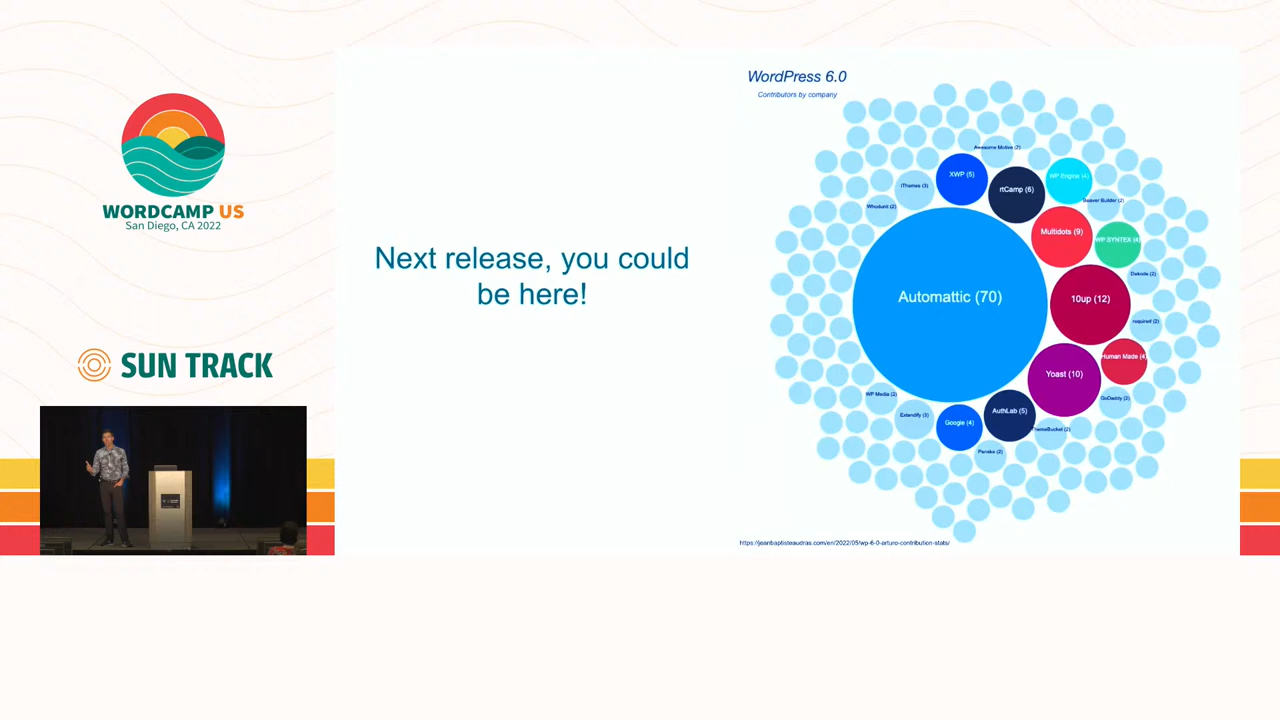 WORDCAMP US
San Diego, CA 2022
SUN TRACK
Next release, you could
be here!
WordPress 6.0
Contributors by company
Awesome Motive (2)
XWP (5)
WP Engine (4)
iThemes (3)
rtCamp (6)
Beaver Builder (2)
Whodunit (2)
Multidots (9)
WP SYNTEX (4)
Dekode (2)
Automattic (70)
10up (12)
required! (2)
Human Made (4)
Yoast (10)
WP Media (2)
GoDaddy (2)
Extendify (3)
AuthLab (5)
Google (4)
ThemeBucket (2)
Penske (2)
https://jeanbaptisteaudras.com/en/2022/05/wp-6-0-arturo-contribution-stats/